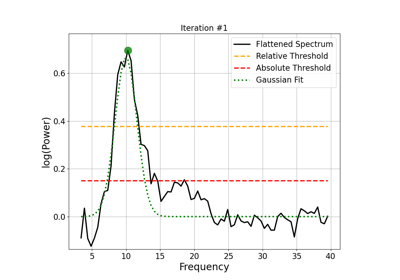 Iteration #1
Flattened Spectrum
Relative Threshold
Absolute Threshold
Gaussian Fit
log(Power)
0.6
0.4
0.2
0.0
5 10 15 20 25 30 35 40
Frequency